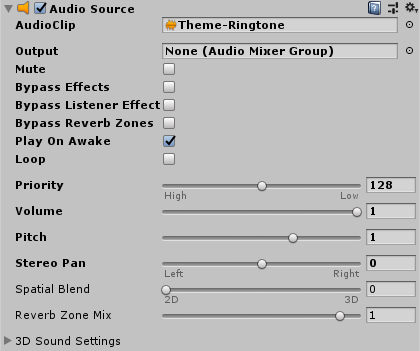 Audio Source
AudioClip Theme-Ringtone
Output None (Audio Mixer Group)
Mute
Bypass Effects
Bypass Listener Effect
Bypass Reverb Zones
Play On Awake
Loop
Priority 128
High Low
Volume 1
Pitch 1
Stereo Pan 0
Left Right
Spatial Blend 0
2D 3D
Reverb Zone Mix 1
3D Sound Settings